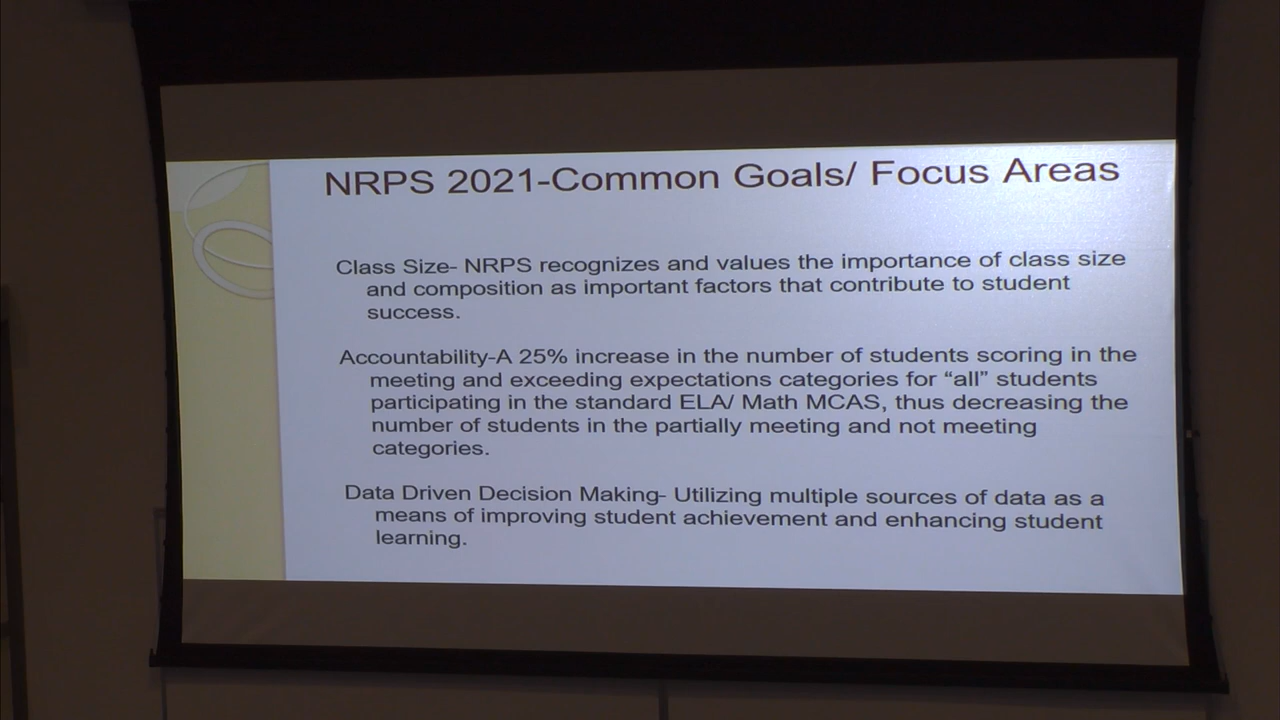 NRPS 2021-Common Goals/ Focus Areas
Class Size- NRPS recognizes and values the importance of class size
and composition as important factors that contribute to student
success.
Accountability-A 25% increase in the number of students scoring in the
meeting and exceeding expectations categories for “all” students
participating in the standard ELA/ Math MCAS, thus decreasing the
number of students in the partially meeting and not meeting
categories.
Data Driven Decision Making- Utilizing multiple sources of data as a
means of improving student achievement and enhancing student
learning.